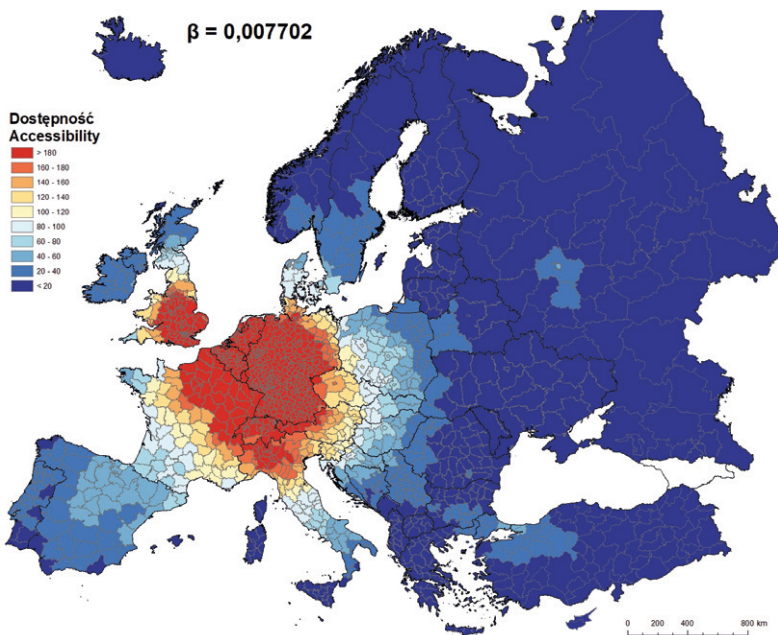 β = 0,007702
Dostępność
Accessibility
> 180
160 - 180
140 - 160
120 - 140
100 - 120
80 - 100
60 - 80
40 - 60
20 - 40
< 20
0 200 400 800 km